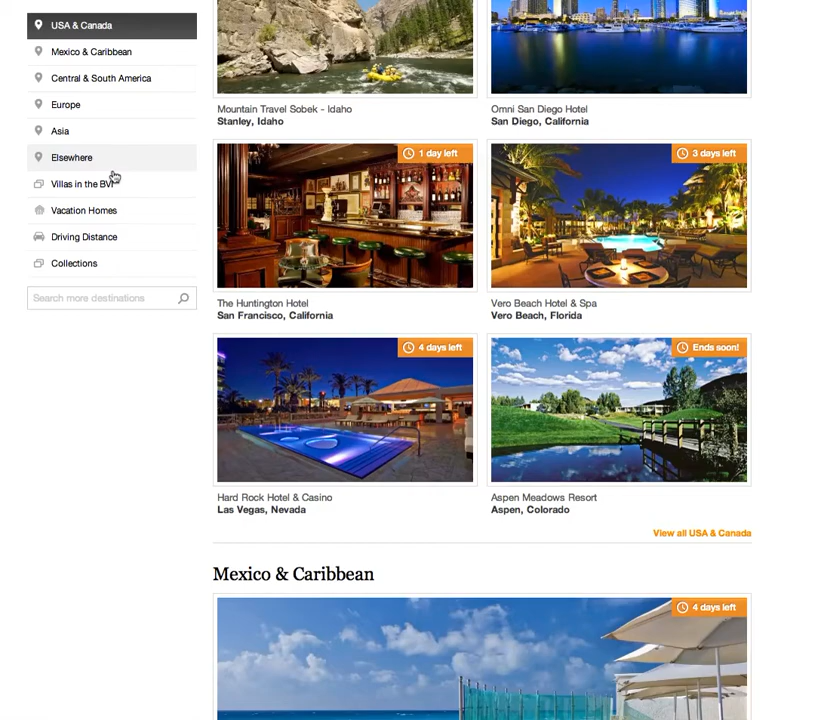 USA & Canada
Mexico & Caribbean
Central & South America
Europe
Asia
Elsewhere
Villas in the BVI
Vacation Homes
Driving Distance
Collections
Search more destinations
Mountain Travel Sobek - Idaho
Stanley, Idaho
Omni San Diego Hotel
San Diego, California
1 day left
3 days left
The Huntington Hotel
San Francisco, California
Vero Beach Hotel & Spa
Vero Beach, Florida
4 days left
Ends soon!
Hard Rock Hotel & Casino
Las Vegas, Nevada
Aspen Meadows Resort
Aspen, Colorado
View all USA & Canada
Mexico & Caribbean
4 days left